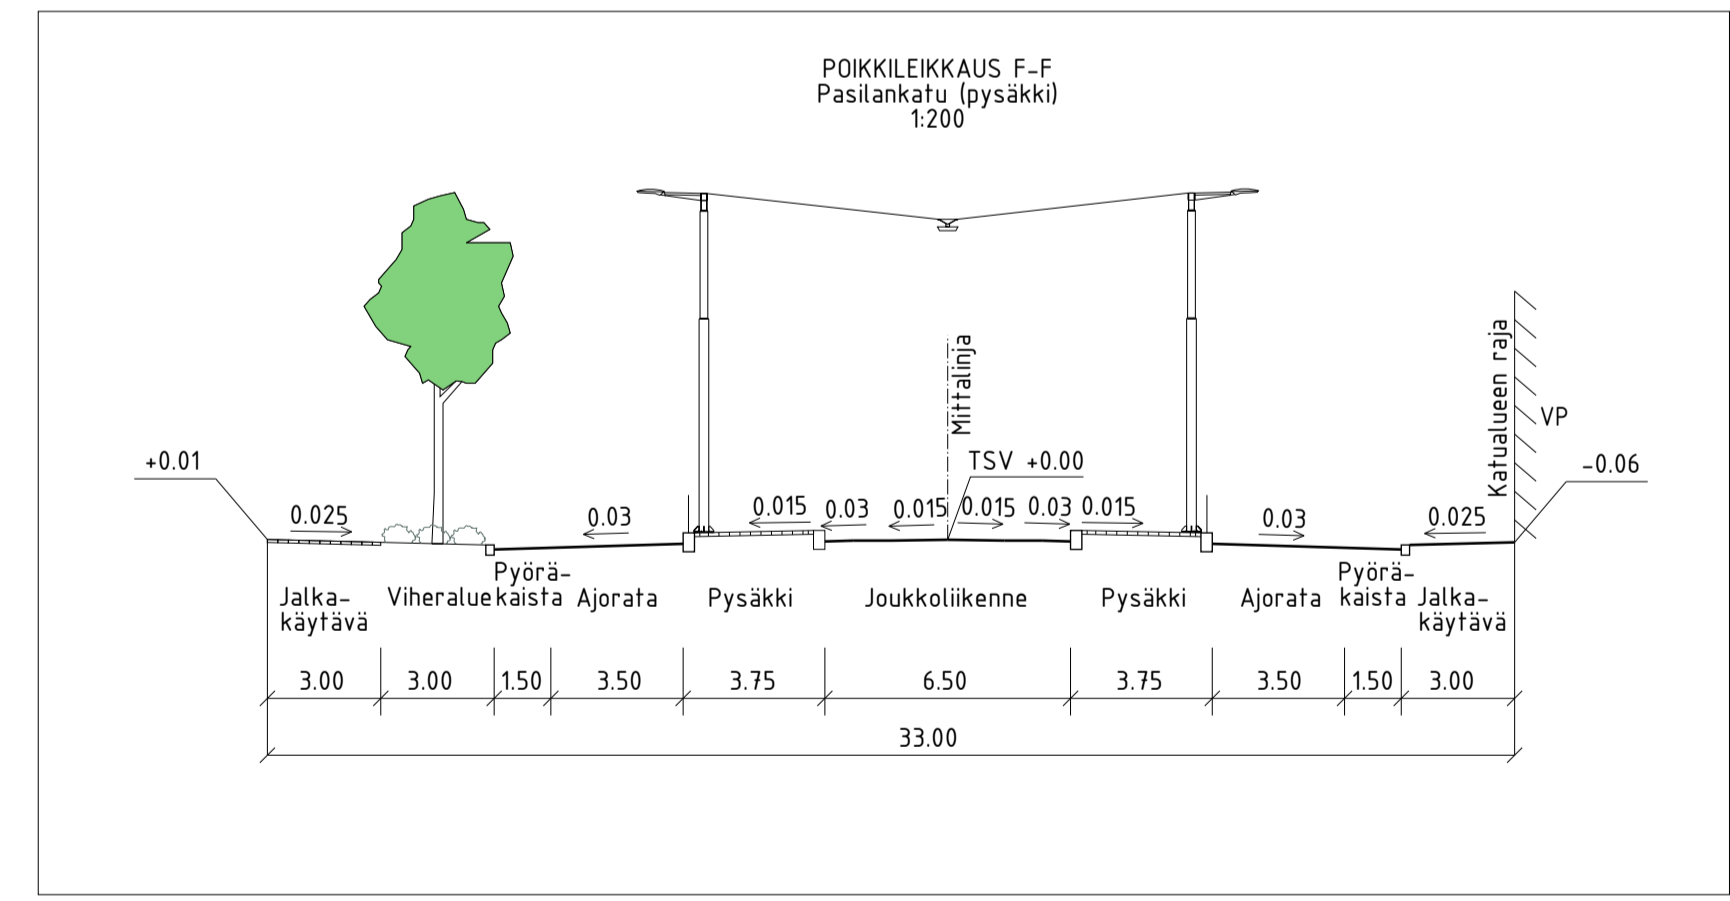 POIKKILEIKKAUS F-F
Pasilankatu (pysäkki)
1:200
Mittalinja
Katualueen raja
VP
+0.01
TSV +0.00
-0.06
0.025
0.03
0.015
0.03
0.015
0.015
0.03
0.015
0.03
0.025
Jalka-
käytävä
Viheralue
Pyörä-
kaista
Ajorata
Pysäkki
Joukkoliikenne
Pysäkki
Ajorata
Pyörä-
kaista
Jalka-
käytävä
3.00 3.00 1.50 3.50 3.75 6.50 3.75 3.50 1.50 3.00
33.00